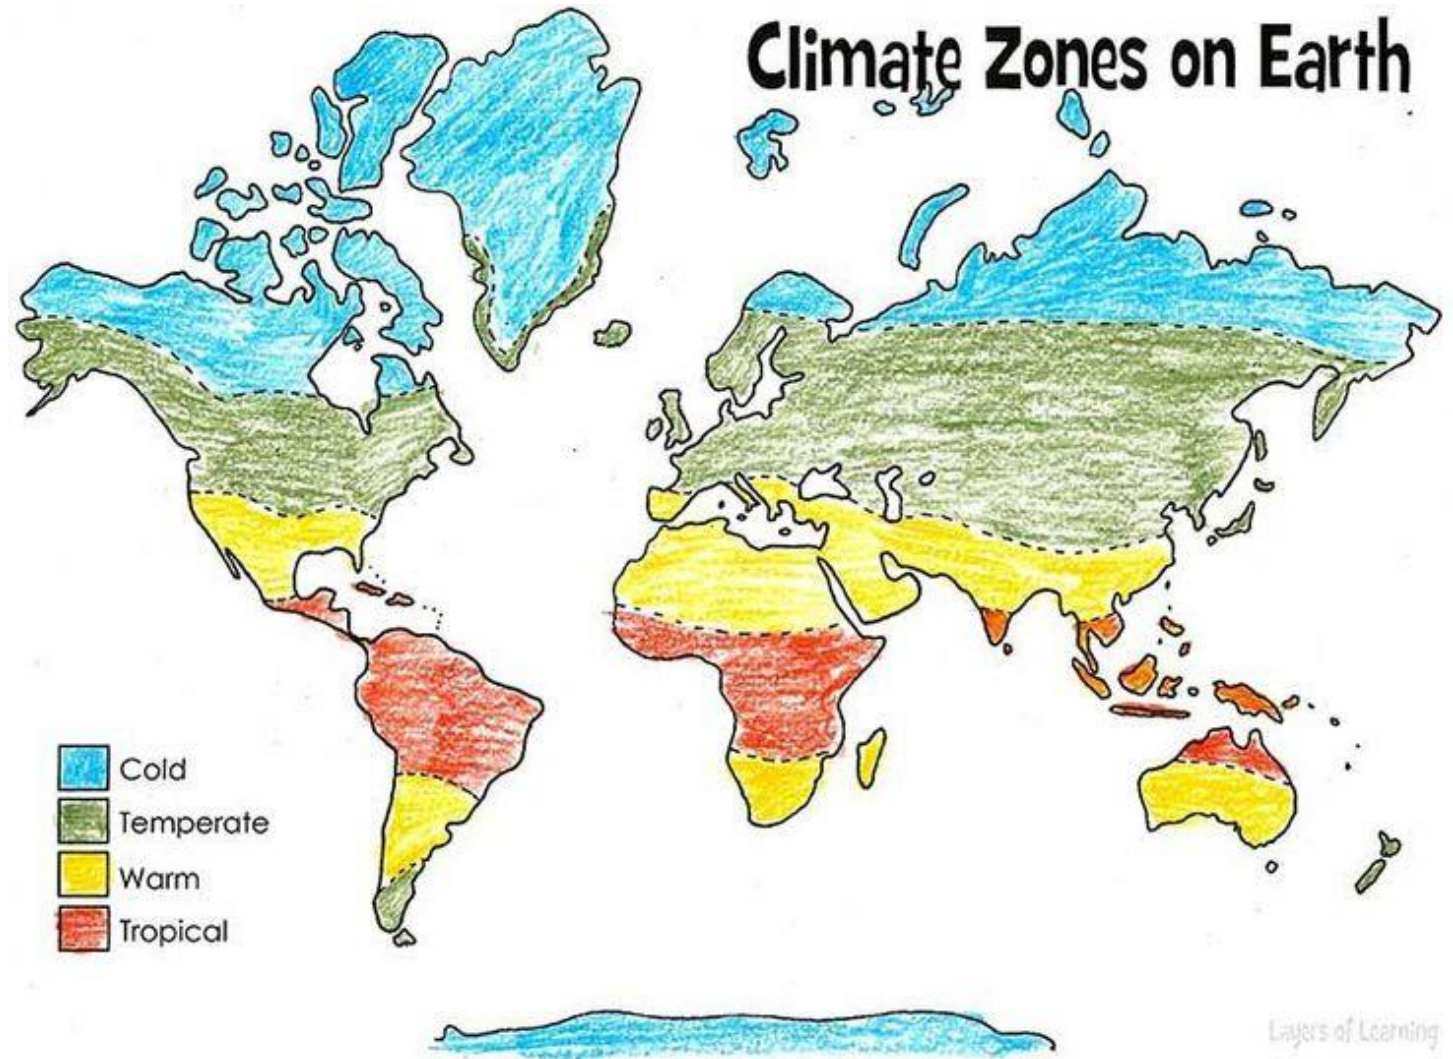 Climate Zones on Earth
Cold
Temperate
Warm
Tropical
Layers of Learning